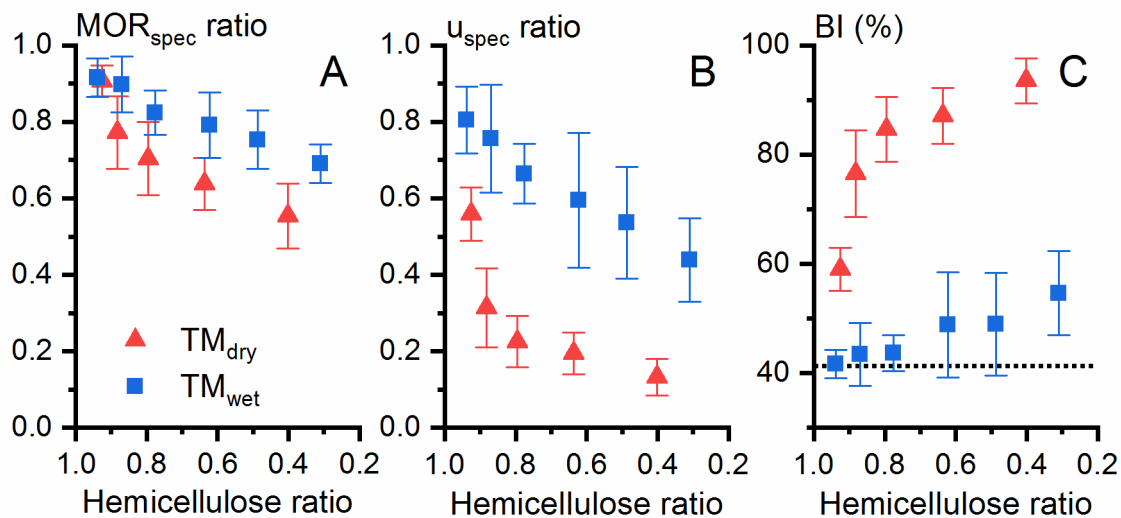 MORspec ratio
1.0
0.8
0.6
0.4
0.2
0.0
A
TMdry
TMwet
1.0 0.8 0.6 0.4 0.2
Hemicellulose ratio
uspec ratio
1.0
0.8
0.6
0.4
0.2
0.0
B
1.0 0.8 0.6 0.4 0.2
Hemicellulose ratio
BI (%)
100
80
60
40
C
1.0 0.8 0.6 0.4 0.2
Hemicellulose ratio